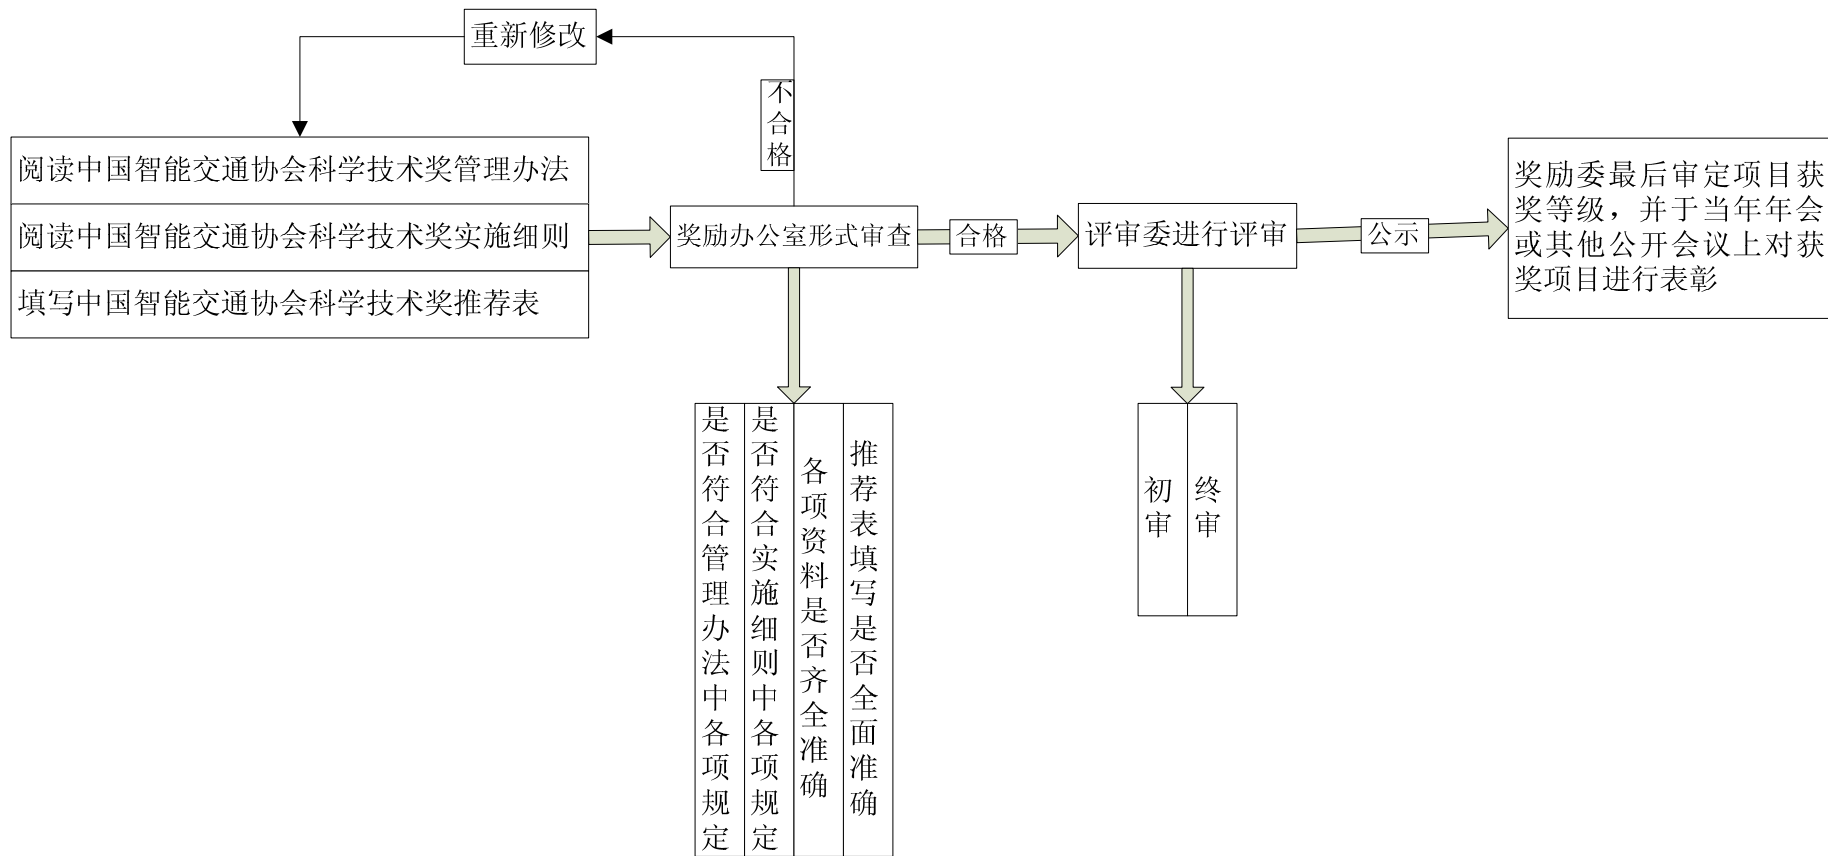 重新修改
不合格
阅读中国智能交通协会科学技术奖管理办法
阅读中国智能交通协会科学技术奖实施细则
填写中国智能交通协会科学技术奖推荐表
奖励办公室形式审查
合格
评审委进行评审
公示
奖励委最后审定项目获
奖等级，并于当年年会
或其他公开会议上对获
奖项目进行表彰
是否符合管理办法中各项规定
是否符合实施细则中各项规定
各项资料是否齐全准确
推荐表填写是否全面准确
初审
终审